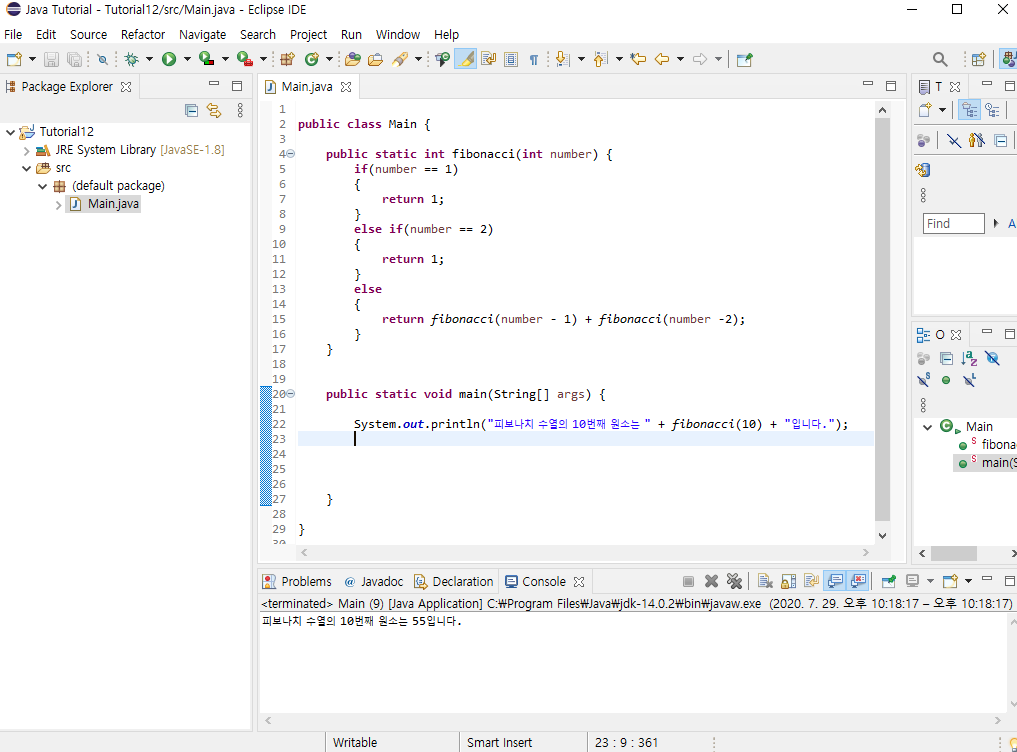 Java Tutorial - Tutorial12/src/Main.java - Eclipse IDE
File Edit Source Refactor Navigate Search Project Run Window Help
Package Explorer
Tutorial12
JRE System Library [JavaSE-1.8]
src
(default package)
Main.java
Main.java
1
2 public class Main {
3
4 public static int fibonacci(int number) {
5 if(number == 1)
6 {
7 return 1;
8 }
9 else if(number == 2)
10 {
11 return 1;
12 }
13 else
14 {
15 return fibonacci(number - 1) + fibonacci(number -2);
16 }
17 }
18
19
20 public static void main(String[] args) {
21
22 System.out.println("피보나치 수열의 10번째 원소는 " + fibonacci(10) + "입니다.");
23
24
25
26
27 }
28
29 }
30
T
Find
A
O
Main
fibona
main(S
Problems @ Javadoc Declaration Console
<terminated> Main (9) [Java Application] C:₩Program Files₩Java₩jdk-14.0.2₩bin₩javaw.exe (2020. 7. 29. 오후 10:18:17 – 오후 10:18:17)
피보나치 수열의 10번째 원소는 55입니다.
Writable Smart Insert 23 : 9 : 361